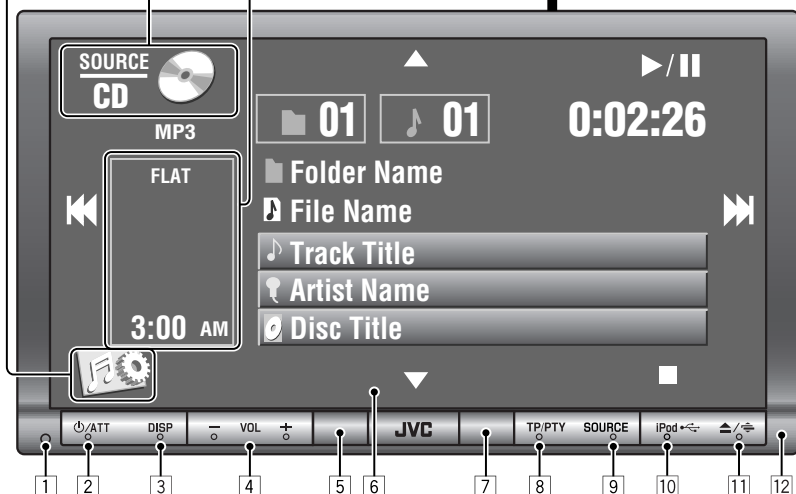 SOURCE
CD
MP3
01 01 0:02:26
FLAT
Folder Name
File Name
Track Title
Artist Name
Disc Title
3:00 AM
/ATT DISP − VOL + JVC TP/PTY SOURCE iPod /
1 2 3 4 5 6 7 8 9 10 11 12